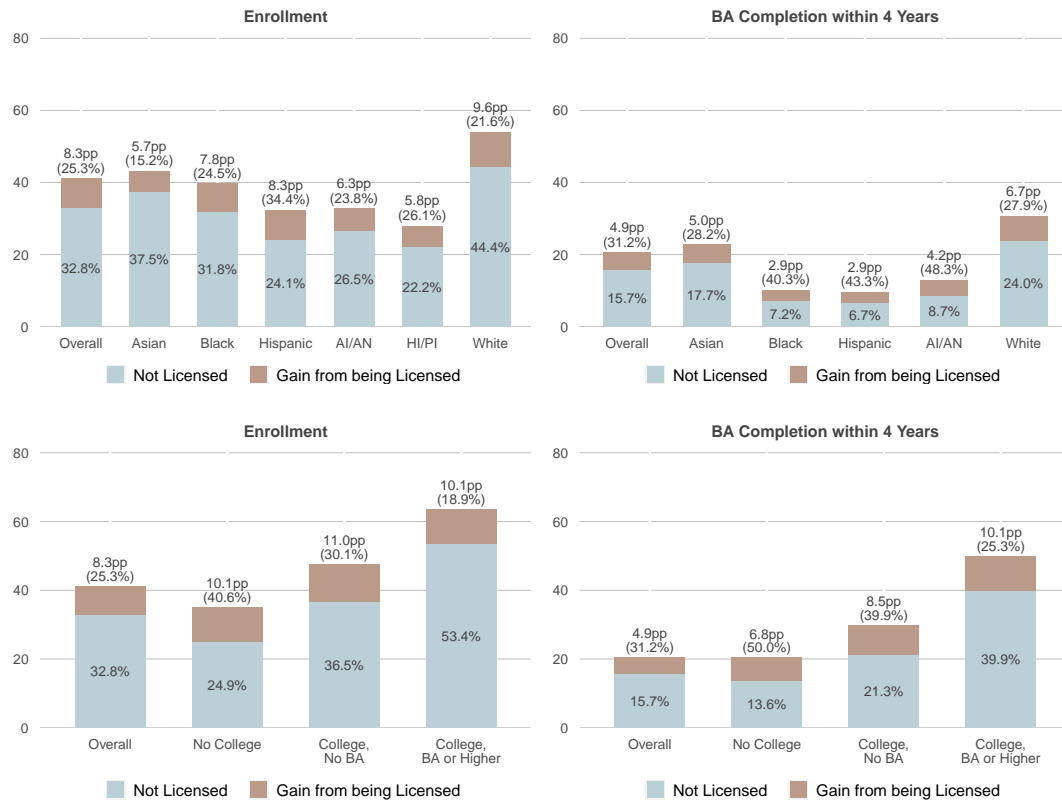 Enrollment
80
60
40
20
0
8.3pp
(25.3%)
32.8%
5.7pp
(15.2%)
37.5%
7.8pp
(24.5%)
31.8%
8.3pp
(34.4%)
24.1%
6.3pp
(23.8%)
26.5%
5.8pp
(26.1%)
22.2%
9.6pp
(21.6%)
44.4%
Overall Asian Black Hispanic AI/AN HI/PI White
Not Licensed Gain from being Licensed
BA Completion within 4 Years
80
60
40
20
0
4.9pp
(31.2%)
15.7%
5.0pp
(28.2%)
17.7%
2.9pp
(40.3%)
7.2%
2.9pp
(43.3%)
6.7%
4.2pp
(48.3%)
8.7%
6.7pp
(27.9%)
24.0%
Overall Asian Black Hispanic AI/AN White
Not Licensed Gain from being Licensed
Enrollment
80
60
40
20
0
8.3pp
(25.3%)
32.8%
10.1pp
(40.6%)
24.9%
11.0pp
(30.1%)
36.5%
10.1pp
(18.9%)
53.4%
Overall No College College, College,
No BA BA or Higher
Not Licensed Gain from being Licensed
BA Completion within 4 Years
80
60
40
20
0
4.9pp
(31.2%)
15.7%
6.8pp
(50.0%)
13.6%
8.5pp
(39.9%)
21.3%
10.1pp
(25.3%)
39.9%
Overall No College College, College,
No BA BA or Higher
Not Licensed Gain from being Licensed